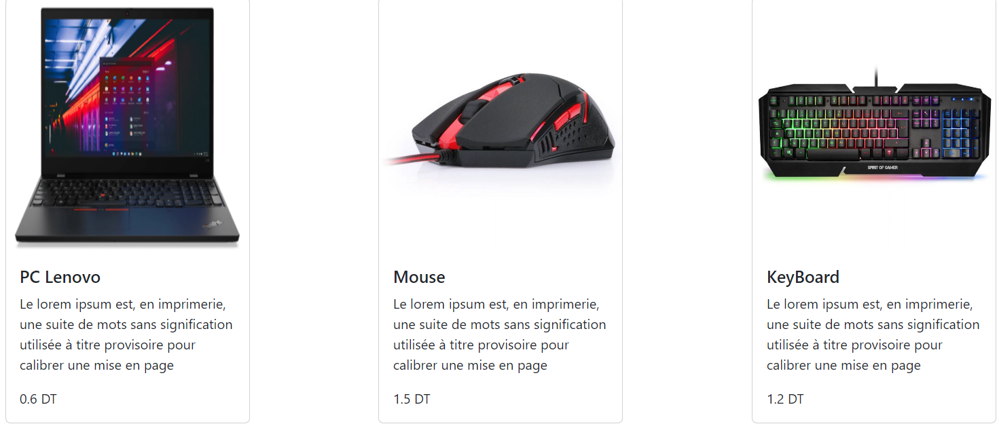 PC Lenovo
Le lorem ipsum est, en imprimerie,
une suite de mots sans signification
utilisée à titre provisoire pour
calibrer une mise en page
0.6 DT
Mouse
Le lorem ipsum est, en imprimerie,
une suite de mots sans signification
utilisée à titre provisoire pour
calibrer une mise en page
1.5 DT
SPIRIT OF GAMER
KeyBoard
Le lorem ipsum est, en imprimerie,
une suite de mots sans signification
utilisée à titre provisoire pour
calibrer une mise en page
1.2 DT